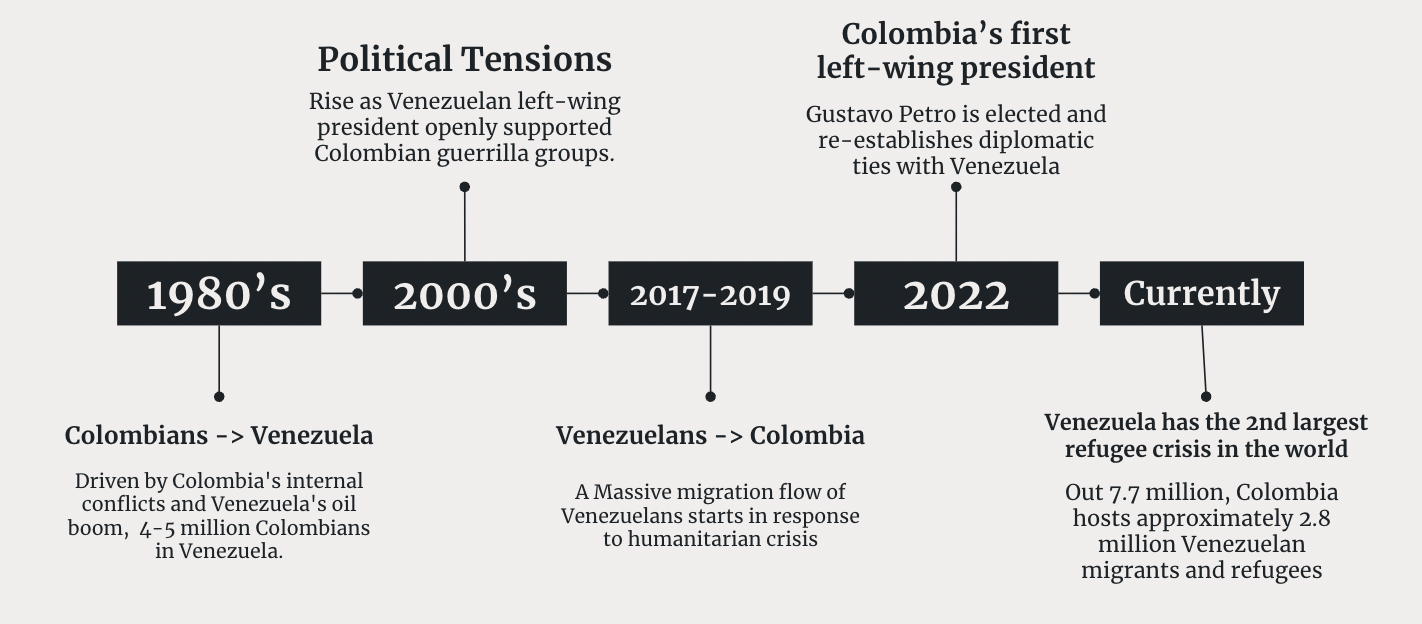 Political Tensions
Rise as Venezuelan left-wing
president openly supported
Colombian guerrilla groups.
Colombia’s first
left-wing president
Gustavo Petro is elected and
re-establishes diplomatic
ties with Venezuela
1980’s
2000’s
2017-2019
2022
Currently
Colombians -> Venezuela
Driven by Colombia's internal
conflicts and Venezuela's oil
boom,  4-5 million Colombians
in Venezuela.
Venezuelans -> Colombia
A Massive migration flow of
Venezuelans starts in response
to humanitarian crisis
Venezuela has the 2nd largest
refugee crisis in the world
Out 7.7 million, Colombia
hosts approximately 2.8
million Venezuelan
migrants and refugees